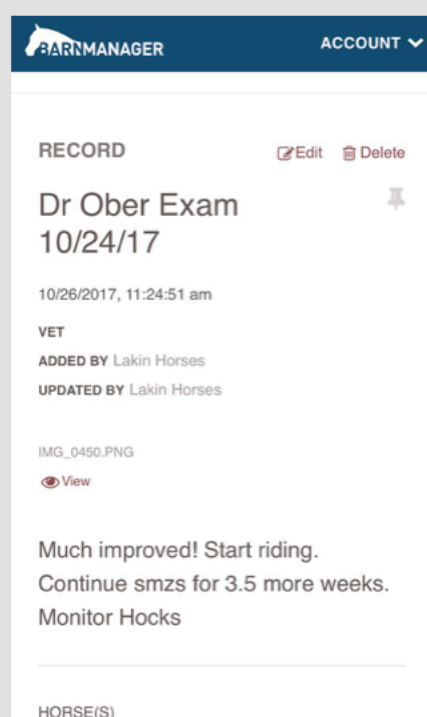 BARNMANAGER
ACCOUNT
RECORD
Edit
Delete
Dr Ober Exam
10/24/17
10/26/2017, 11:24:51 am
VET
ADDED BY Lakin Horses
UPDATED BY Lakin Horses
IMG_0450.PNG
View
Much improved! Start riding.
Continue smzs for 3.5 more weeks.
Monitor Hocks
HORSE(S)